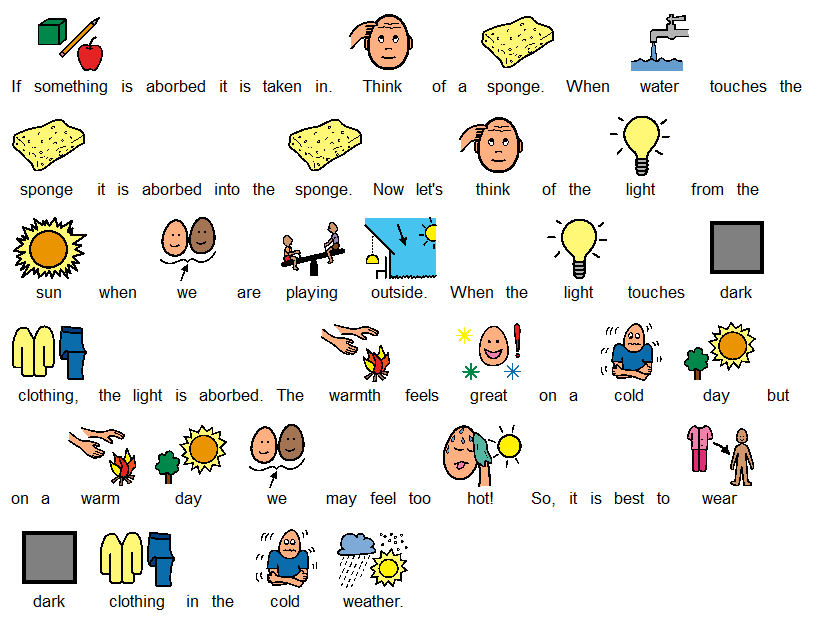 If something is aborbed it is taken in. Think of a sponge. When water touches the
sponge it is aborbed into the sponge. Now let's think of the light from the
sun when we are playing outside. When the light touches dark
clothing, the light is aborbed. The warmth feels great on a cold day but
on a warm day we may feel too hot! So, it is best to wear
dark clothing in the cold weather.